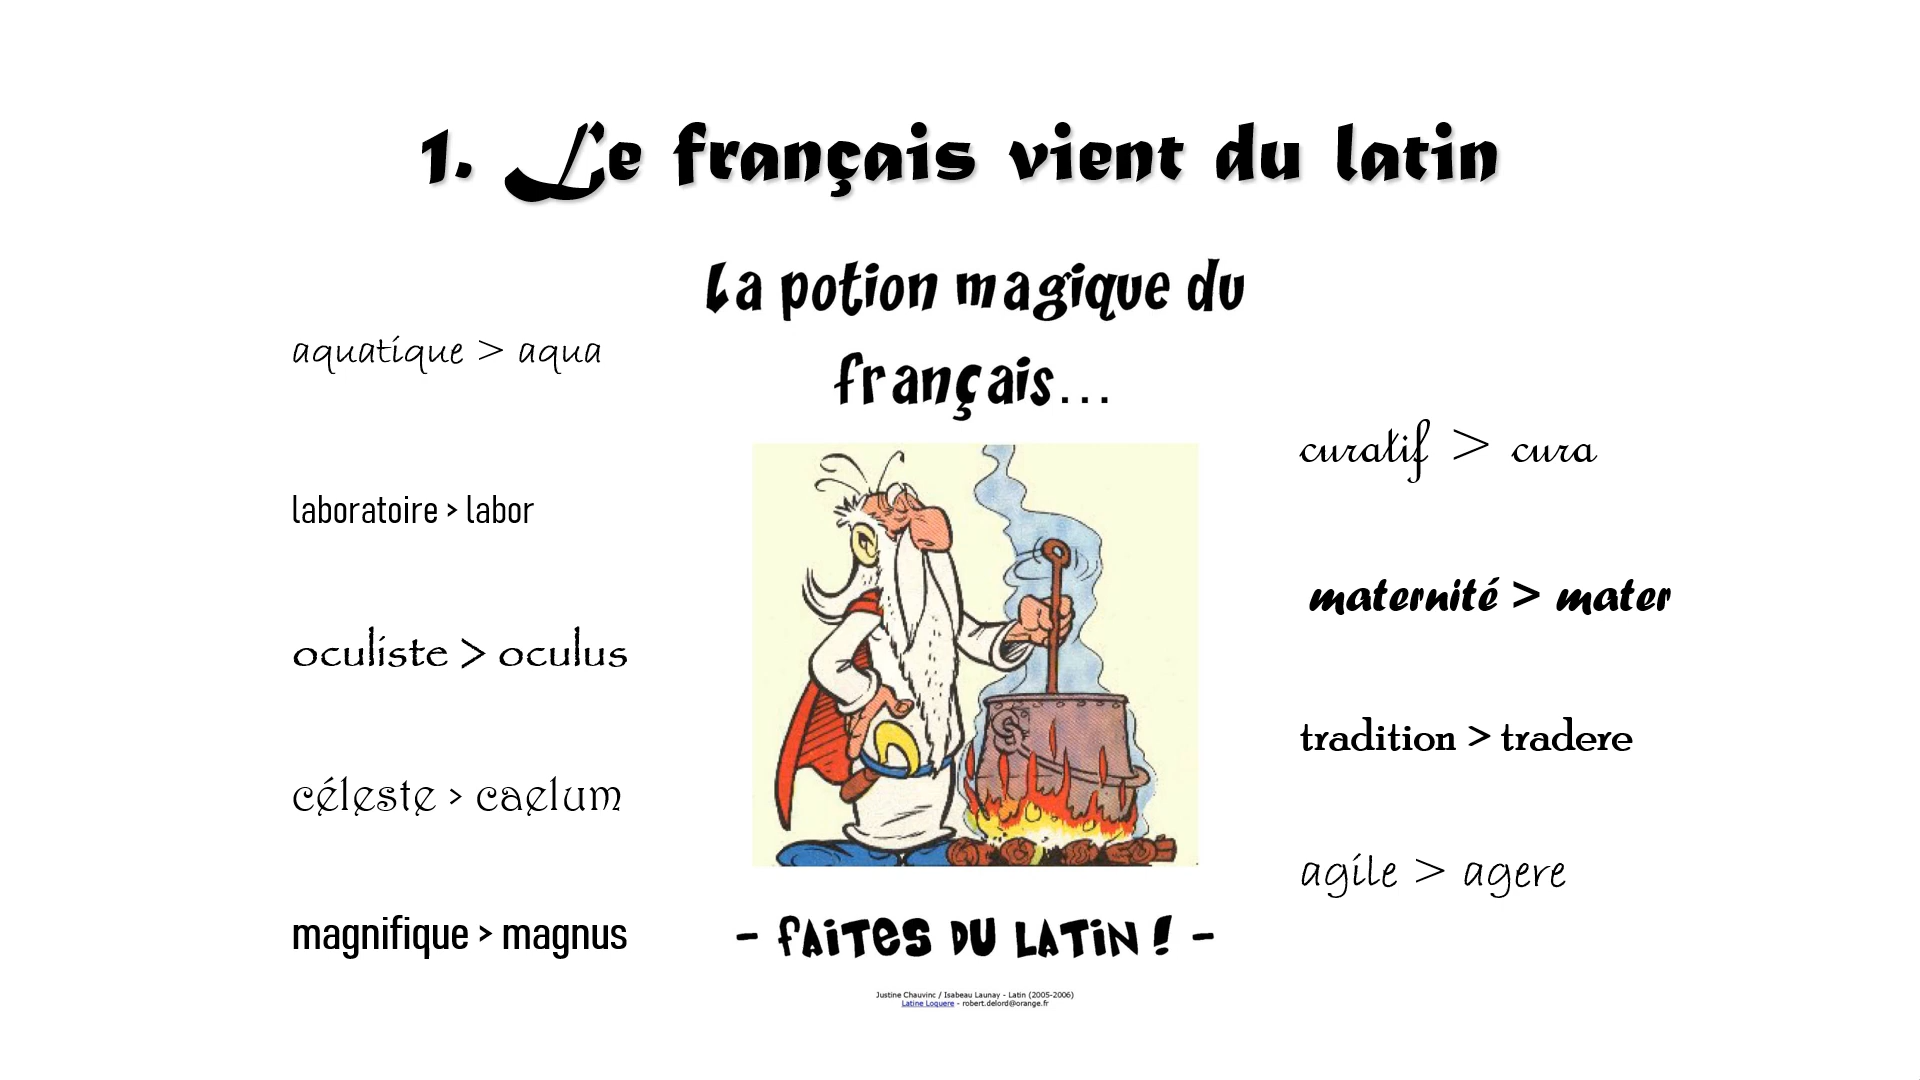 1. Le français vient du latin
La potion magique du
français...
aquatique > aqua
laboratoire > labor
oculiste > oculus
céleste > caelum
magnifique > magnus
curatif > cura
maternité > mater
tradition > tradere
agile > agere
- FAITES DU LATIN ! -
Justine Chauvinc / Isabeau Launay - Latin (2005-2006)
Latine Loquere - robert.delord@orange.fr